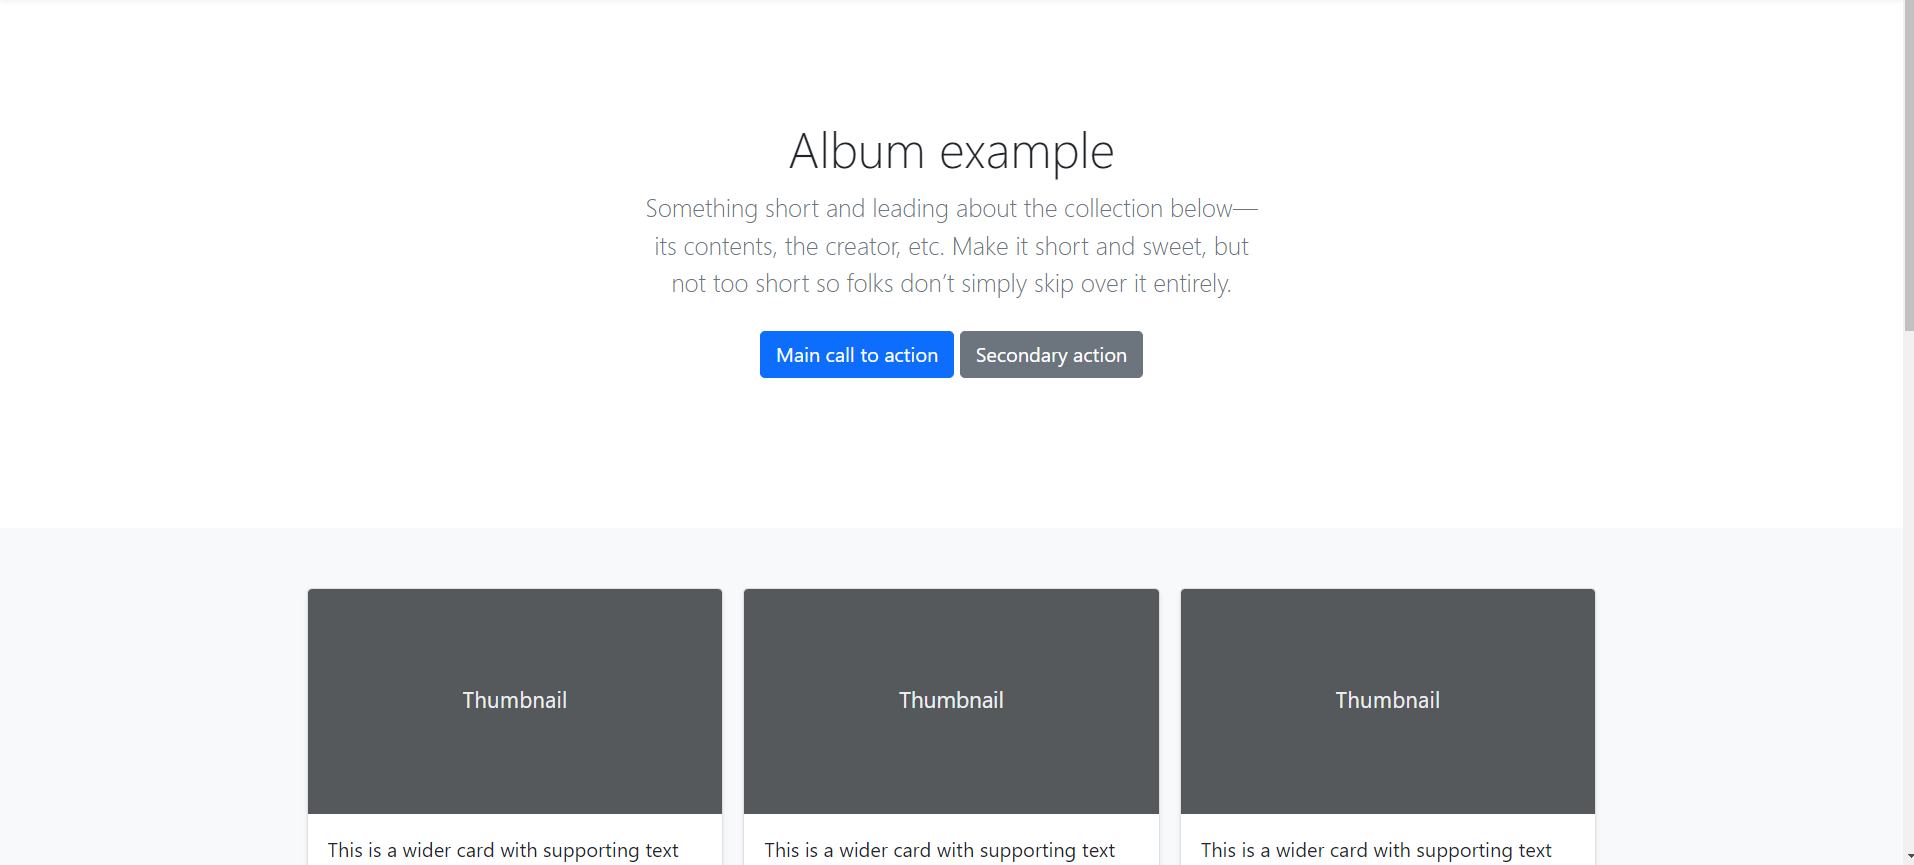 Album example
Something short and leading about the collection below—
its contents, the creator, etc. Make it short and sweet, but
not too short so folks don’t simply skip over it entirely.
Main call to action
Secondary action
Thumbnail
Thumbnail
Thumbnail
This is a wider card with supporting text
This is a wider card with supporting text
This is a wider card with supporting text